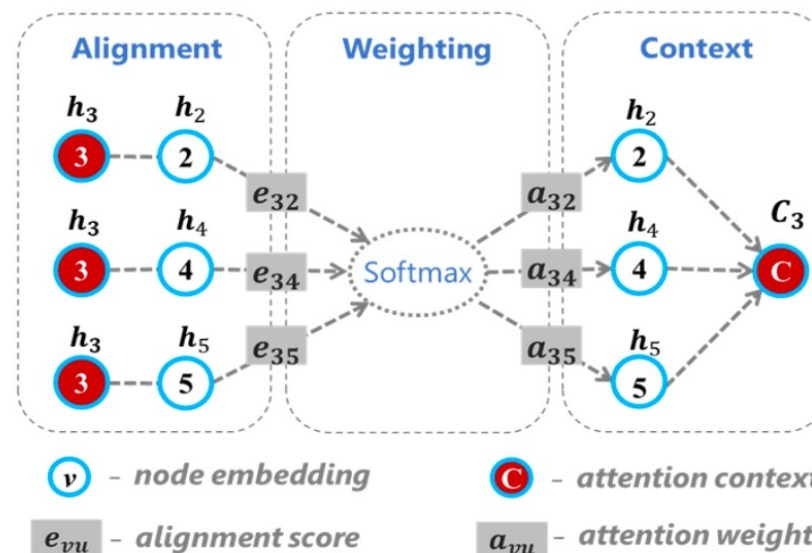 Alignment Weighting Context
h₃ h₂ h₂
3 2 e₃₂ a₃₂ 2
h₃ h₄ h₄ C₃
3 4 e₃₄ Softmax a₃₄ 4 C
h₃ h₅ h₅
3 5 e₃₅ a₃₅ 5
v - node embedding C - attention context
eᵥᵤ - alignment score aᵥᵤ - attention weight